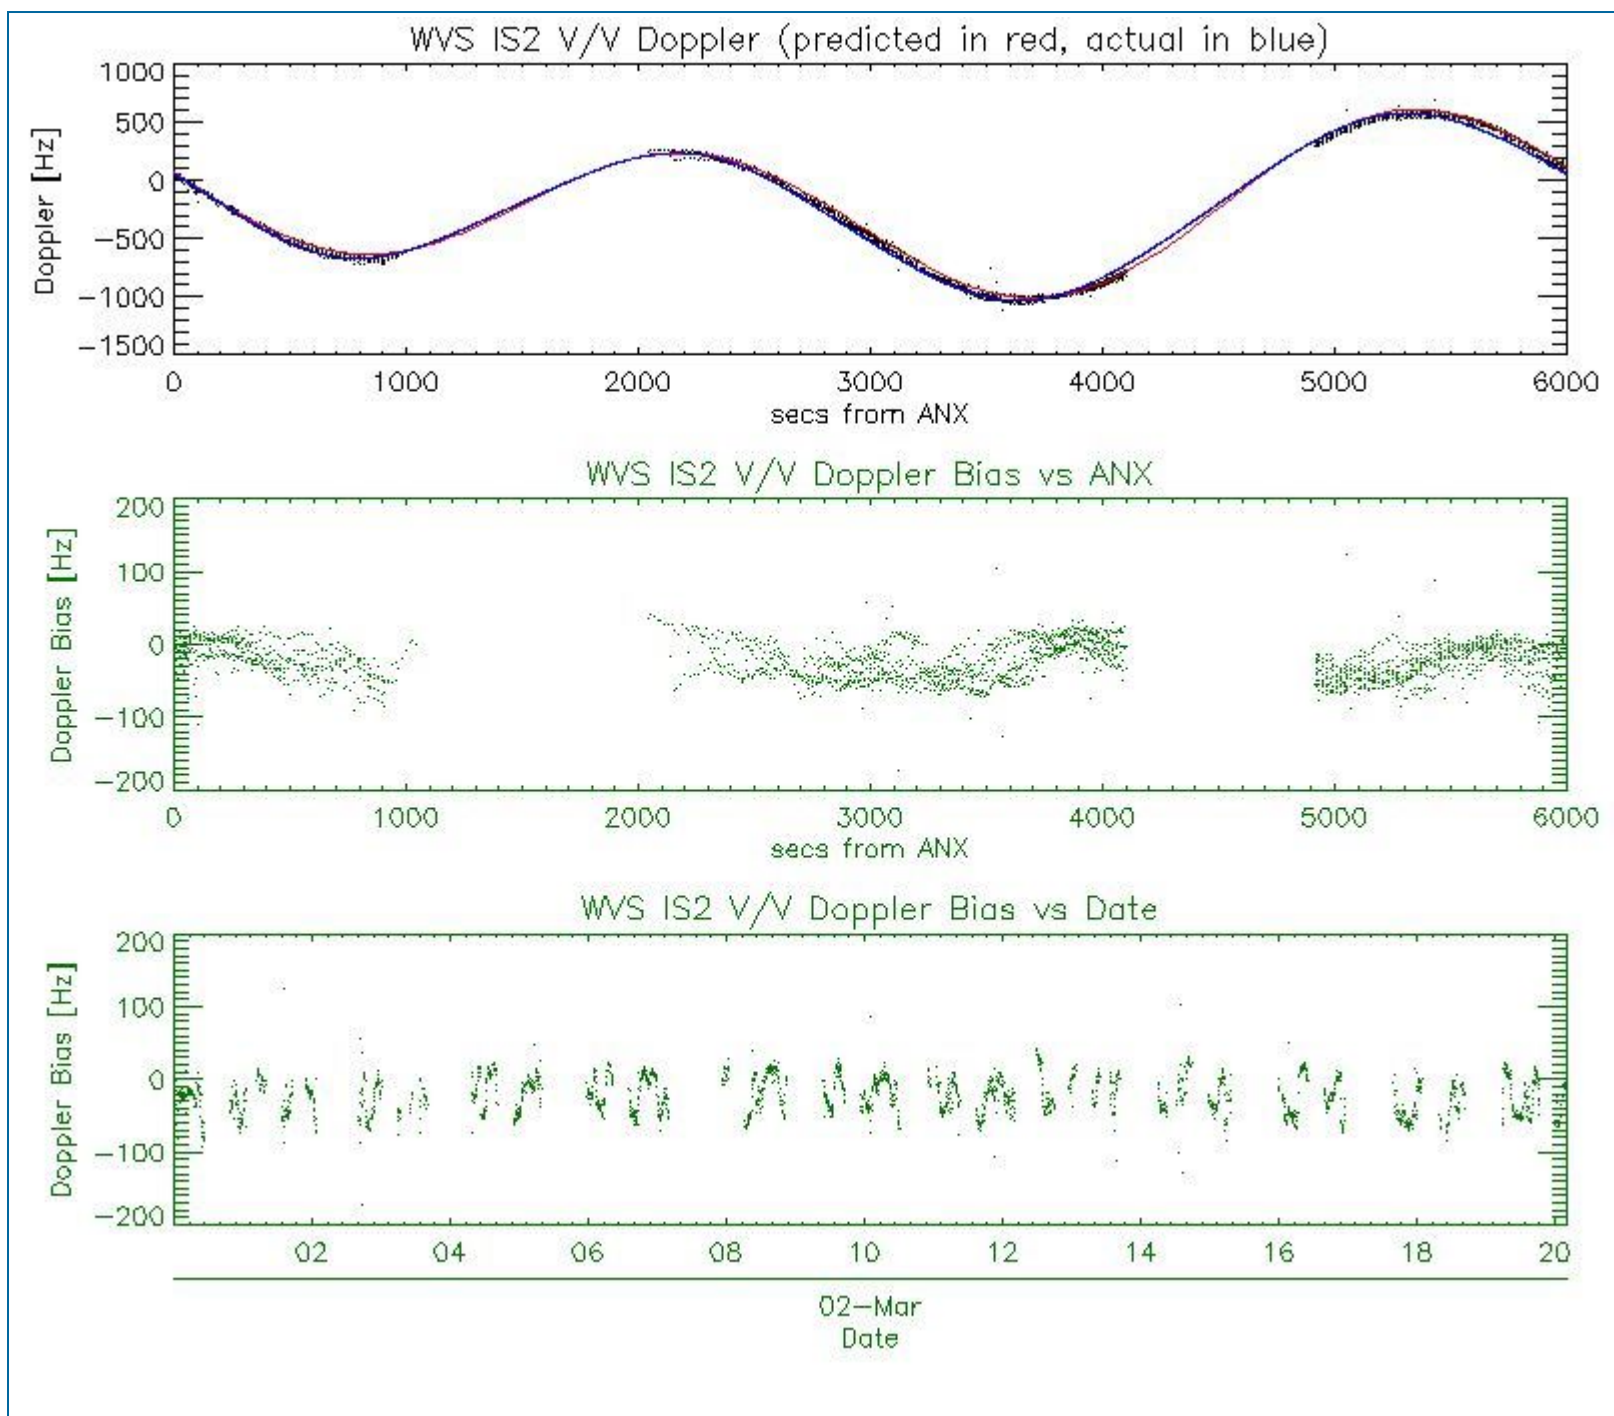 WVS IS2 V/V Doppler (predicted in red, actual in blue)
1000
500
0
-500
-1000
-1500
Doppler [Hz]
0 1000 2000 3000 4000 5000 6000
secs from ANX
WVS IS2 V/V Doppler Bias vs ANX
200
100
0
-100
-200
Doppler Bias [Hz]
0 1000 2000 3000 4000 5000 6000
secs from ANX
WVS IS2 V/V Doppler Bias vs Date
200
100
0
-100
-200
Doppler Bias [Hz]
02 04 06 08 10 12 14 16 18 20
02-Mar
Date